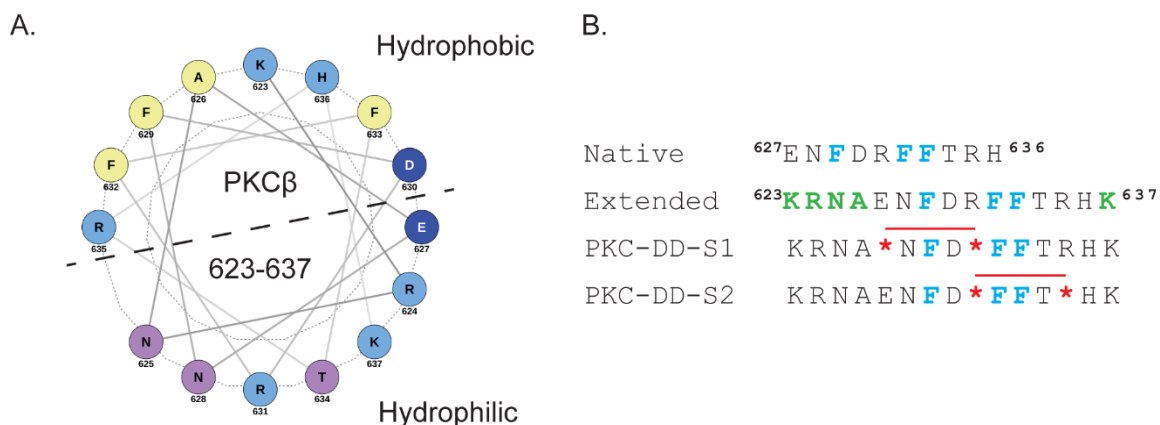 A.
Hydrophobic
K
623
A
626
H
636
F
629
F
633
F
632
D
630
PKCβ
R
635
E
627
623-637
R
624
N
625
K
637
N
628
T
634
R
631
Hydrophilic
B.
Native ⁶²⁷ENFDRFFTRH⁶³⁶
Extended ⁶²³KRNAENFDRFFTRHK⁶³⁷
PKC-DD-S1 KRNA*NFD*FFTRHK
PKC-DD-S2 KRNAENFD*FFT*HK